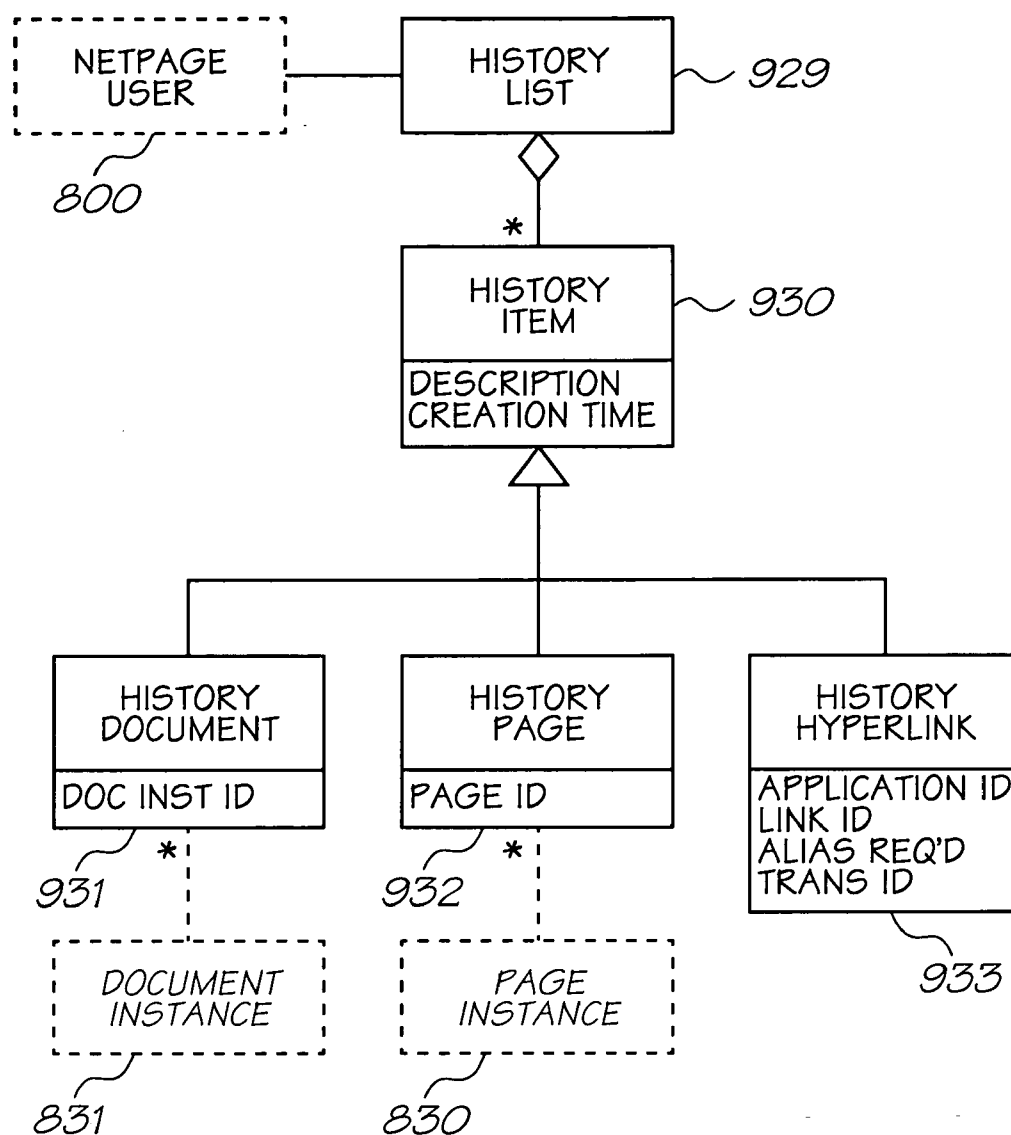 NETPAGE
USER
800
HISTORY
LIST
929
*
HISTORY
ITEM
930
DESCRIPTION
CREATION TIME
HISTORY
DOCUMENT
DOC INST ID
931
*
HISTORY
PAGE
PAGE ID
932
*
HISTORY
HYPERLINK
APPLICATION ID
LINK ID
ALIAS REQ'D
TRANS ID
933
DOCUMENT
INSTANCE
831
PAGE
INSTANCE
830